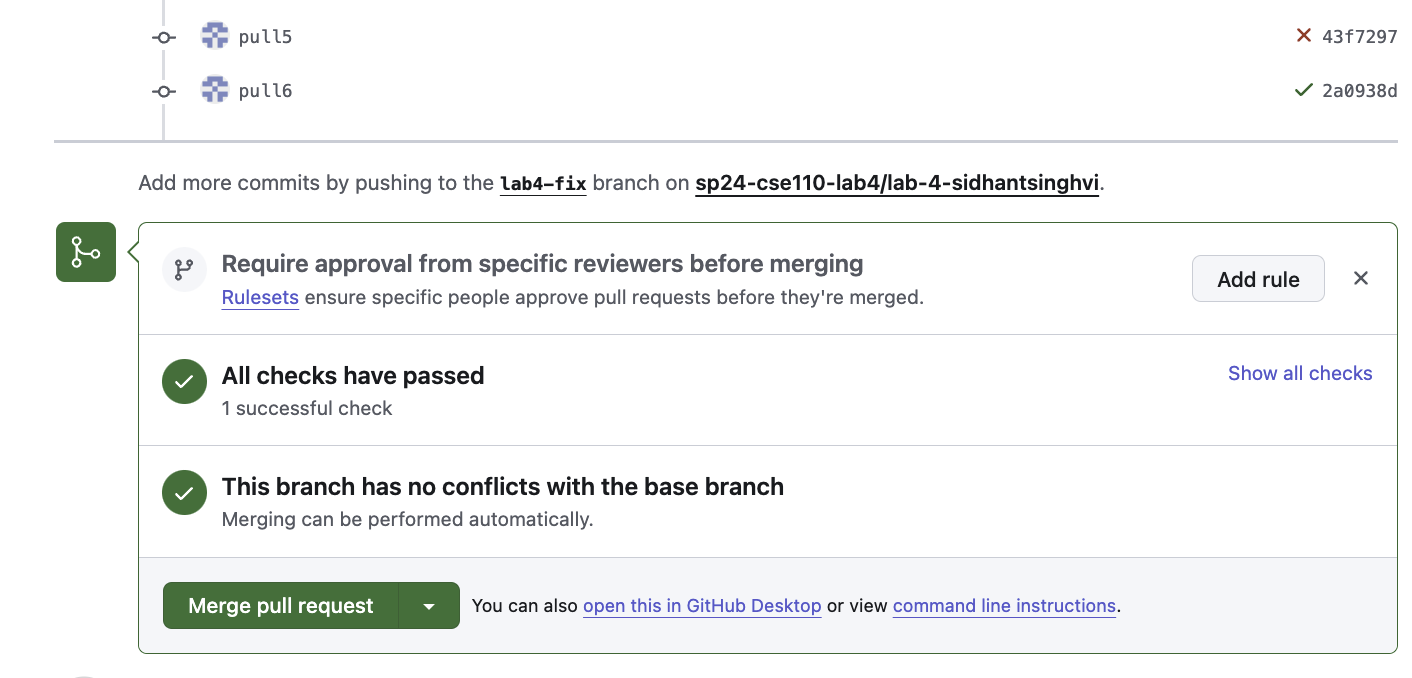 pull5 43f7297
pull6 2a0938d
Add more commits by pushing to the lab4-fix branch on sp24-cse110-lab4/lab-4-sidhantsinghvi.
Require approval from specific reviewers before merging
Rulesets ensure specific people approve pull requests before they're merged.
Add rule
All checks have passed
Show all checks
1 successful check
This branch has no conflicts with the base branch
Merging can be performed automatically.
Merge pull request
You can also open this in GitHub Desktop or view command line instructions.